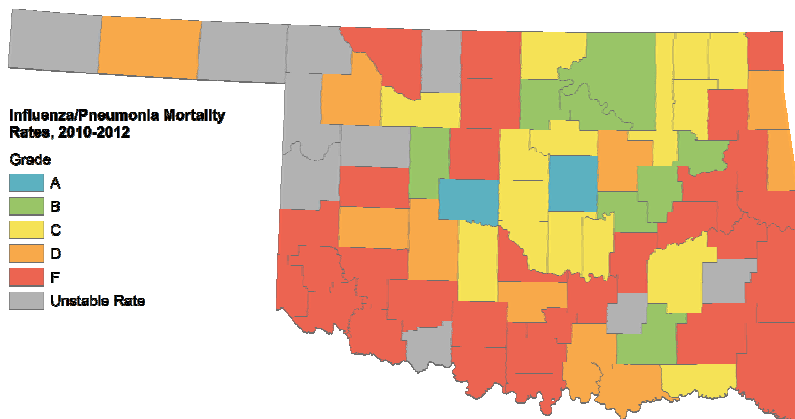 Influenza/Pneumonia Mortality
Rates, 2010-2012
Grade
A
B
C
D
F
Unstable Rate